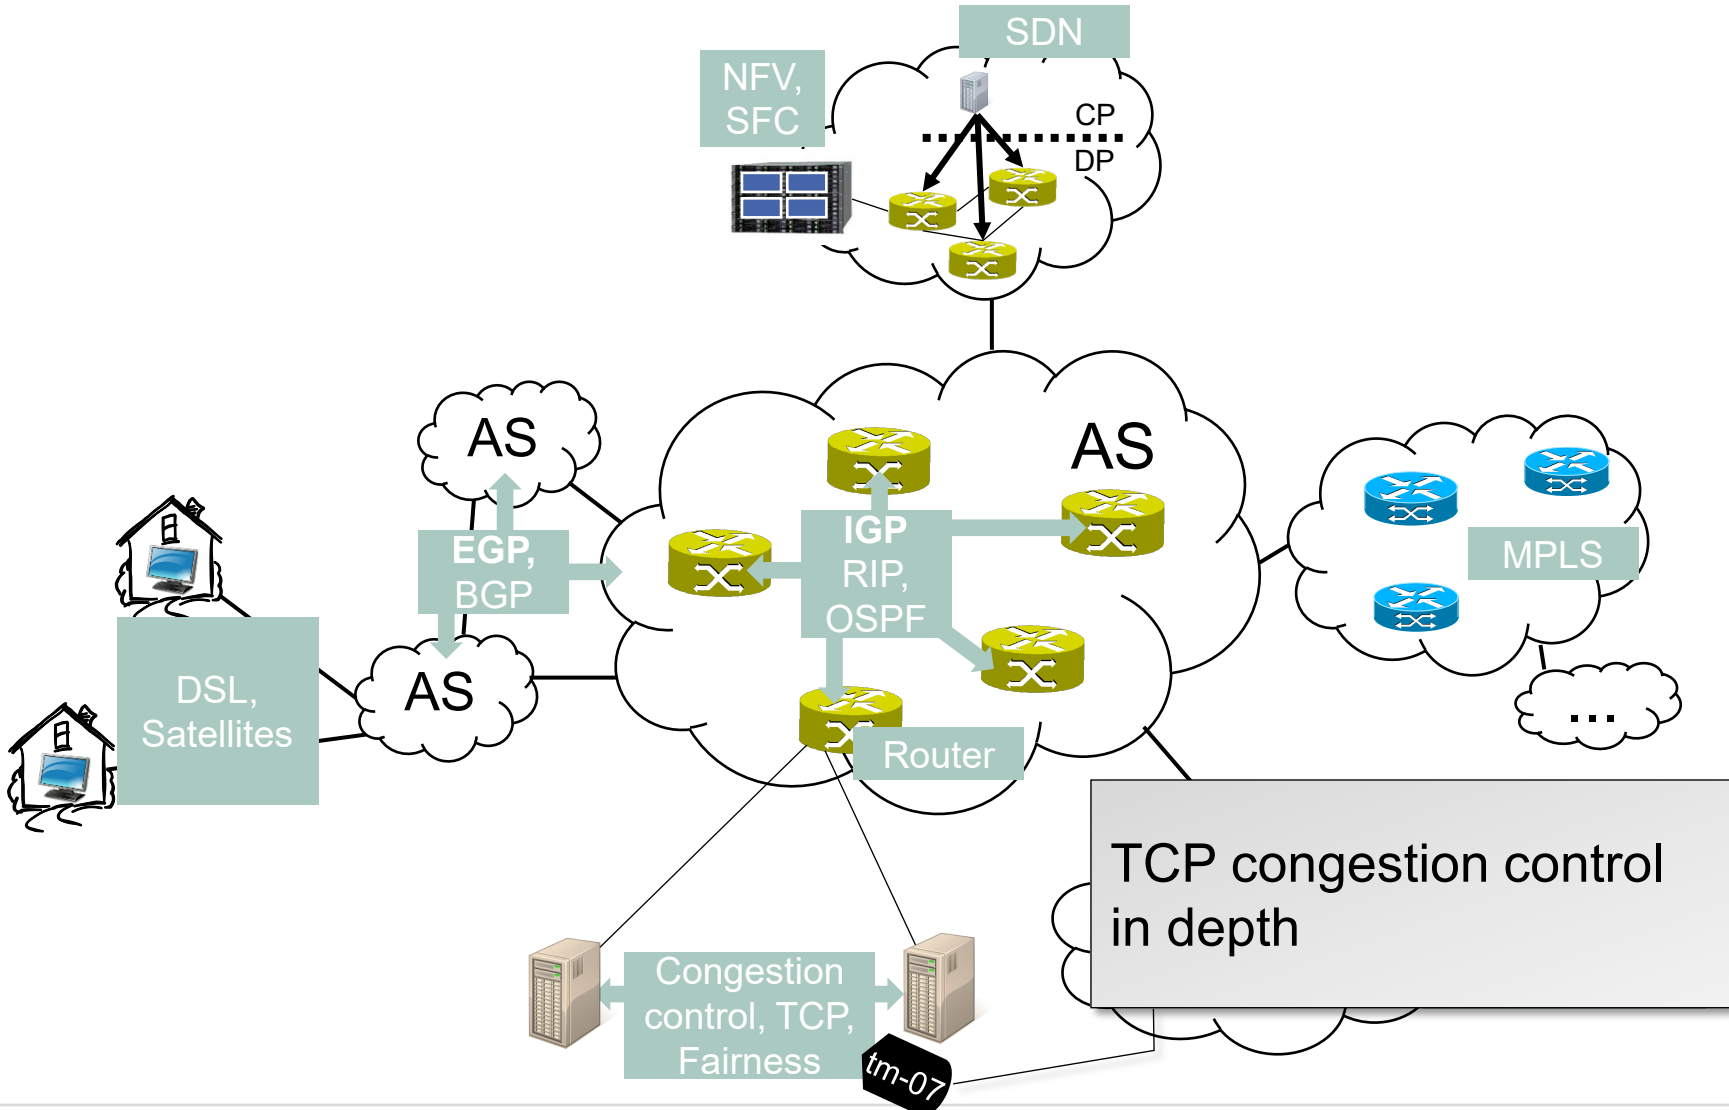 SDN
NFV,
SFC
CP
DP
AS
AS
EGP,
BGP
IGP
RIP,
OSPF
MPLS
DSL,
Satellites
AS
...
Router
TCP congestion control
in depth
Congestion
control, TCP,
Fairness
tm-07